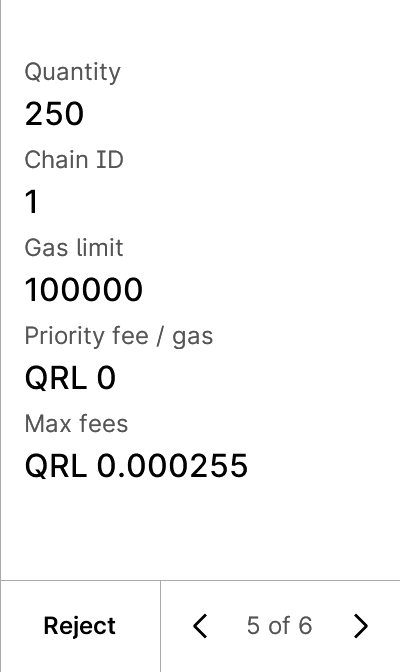 Quantity
250
Chain ID
1
Gas limit
100000
Priority fee / gas
QRL 0
Max fees
QRL 0.000255
Reject
5 of 6